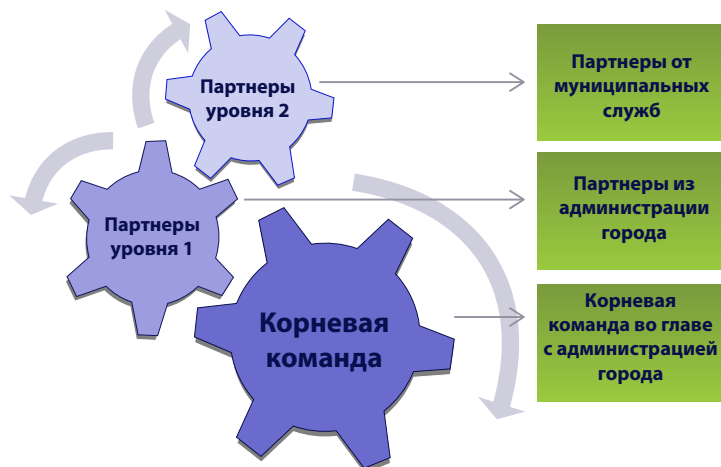 Партнеры
уровня 2
Партнеры от
муниципальных
служб
Партнеры
уровня 1
Партнеры из
администрации
города
Корневая
команда
Корневая
команда во главе
с администрацией
города